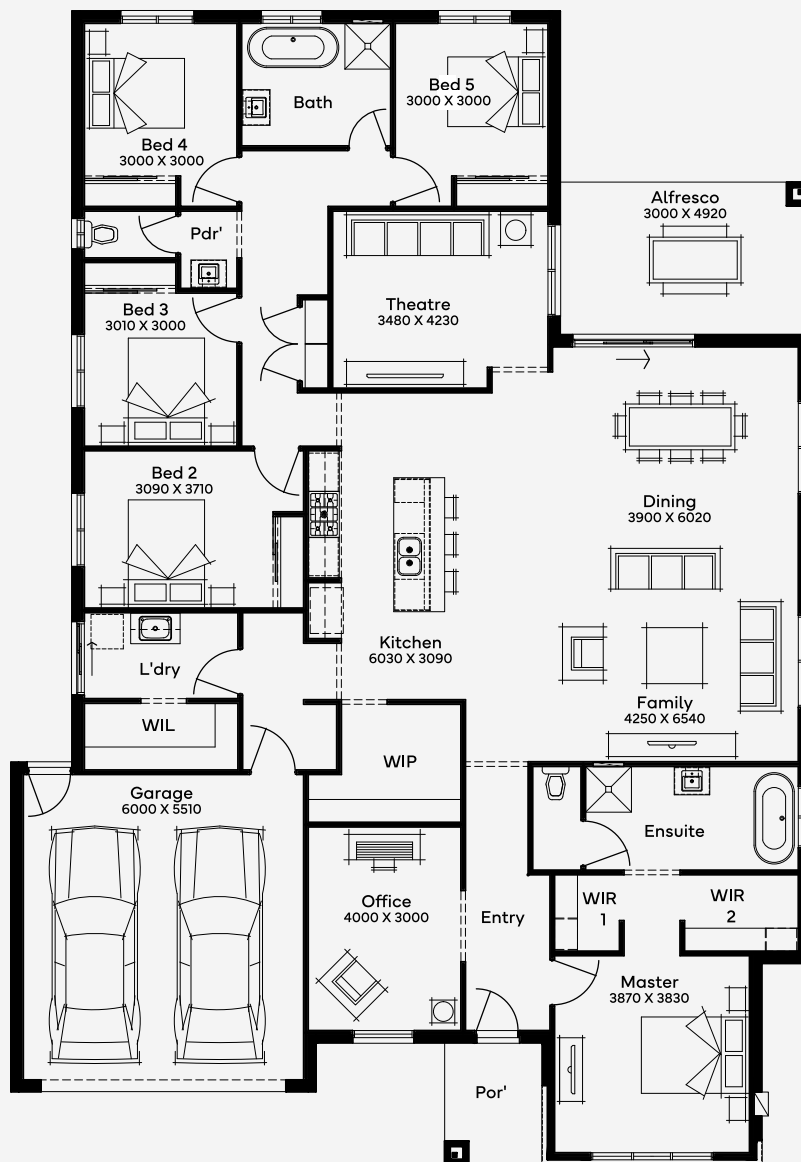 Bed 5
3000 X 3000
Bath
Bed 4
3000 X 3000
Alfresco
3000 X 4920
Pdr'
Theatre
3480 X 4230
Bed 3
3010 X 3000
Bed 2
3090 X 3710
Dining
3900 X 6020
Kitchen
6030 X 3090
L'dry
Family
4250 X 6540
WIL
WIP
Garage
6000 X 5510
Ensuite
Office
4000 X 3000
Entry
WIR
1
WIR
2
Master
3870 X 3830
Por'